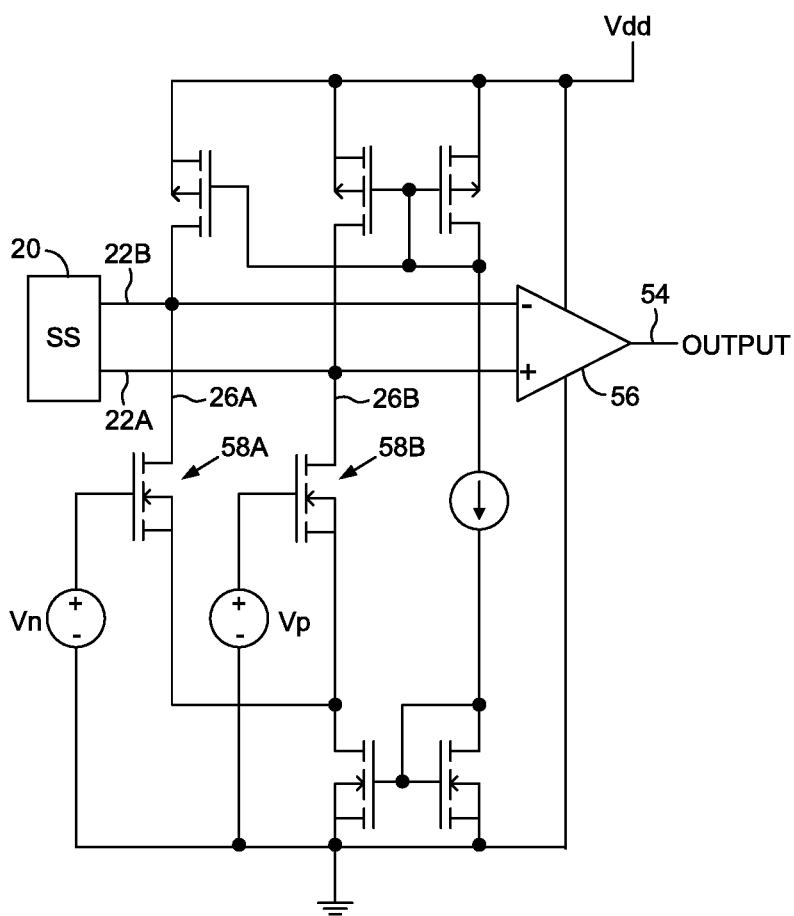 Vdd
20
22B
SS
-
54
OUTPUT
+
22A
26A
26B
56
58A
58B
+
Vn
-
+
-
Vp